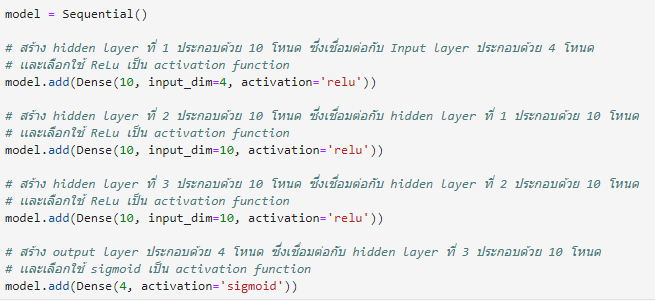 model = Sequential()
# สร้าง hidden layer ที่ 1 ประกอบด้วย 10 โหนด ซึ่งเชื่อมต่อกับ Input layer ประกอบด้วย 4 โหนด
# และเลือกใช้ ReLu เป็น activation function
model.add(Dense(10, input_dim=4, activation='relu'))
# สร้าง hidden layer ที่ 2 ประกอบด้วย 10 โหนด ซึ่งเชื่อมต่อกับ hidden layer ที่ 1 ประกอบด้วย 10 โหนด
# และเลือกใช้ ReLu เป็น activation function
model.add(Dense(10, input_dim=10, activation='relu'))
# สร้าง hidden layer ที่ 3 ประกอบด้วย 10 โหนด ซึ่งเชื่อมต่อกับ hidden layer ที่ 2 ประกอบด้วย 10 โหนด
# และเลือกใช้ ReLu เป็น activation function
model.add(Dense(10, input_dim=10, activation='relu'))
# สร้าง output layer ประกอบด้วย 4 โหนด ซึ่งเชื่อมต่อกับ hidden layer ที่ 3 ประกอบด้วย 10 โหนด
# และเลือกใช้ sigmoid เป็น activation function
model.add(Dense(4, activation='sigmoid'))